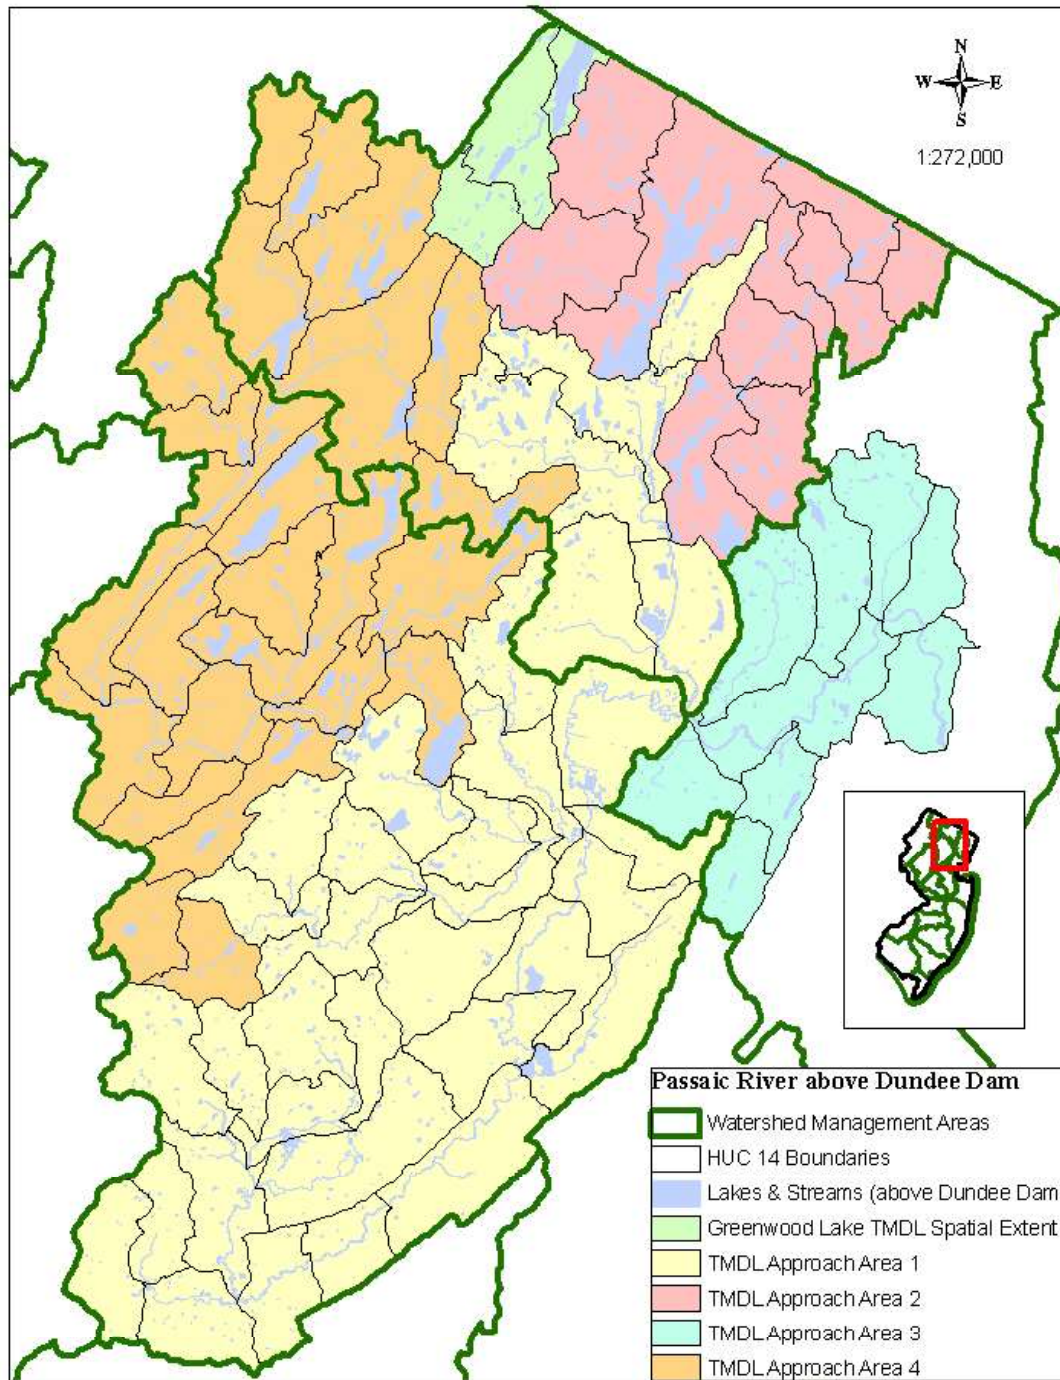 N
W E
S
1:272,000
Passaic River above Dundee Dam
Watershed Management Areas
HUC 14 Boundaries
Lakes & Streams (above Dundee Dam
Greenwood Lake TMDL Spatial Extent
TMDL Approach Area 1
TMDL Approach Area 2
TMDL Approach Area 3
TMDL Approach Area 4